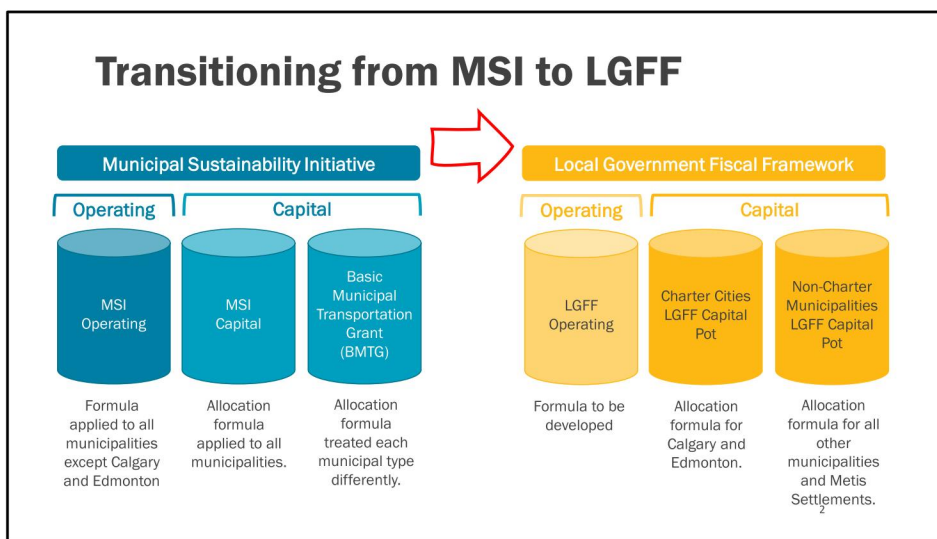 Transitioning from MSI to LGFF
Municipal Sustainability Initiative
Operating
Capital
MSI
Operating
MSI
Capital
Basic
Municipal
Transportation
Grant
(BMTG)
Formula
applied to all
municipalities
except Calgary
and Edmonton
Allocation
formula
applied to all
municipalities.
Allocation
formula
treated each
municipal type
differently.
Local Government Fiscal Framework
Operating
Capital
LGFF
Operating
Charter Cities
LGFF Capital
Pot
Non-Charter
Municipalities
LGFF Capital
Pot
Formula to be
developed
Allocation
formula for
Calgary and
Edmonton.
Allocation
formula for all
other
municipalities
and Metis
Settlements.
2